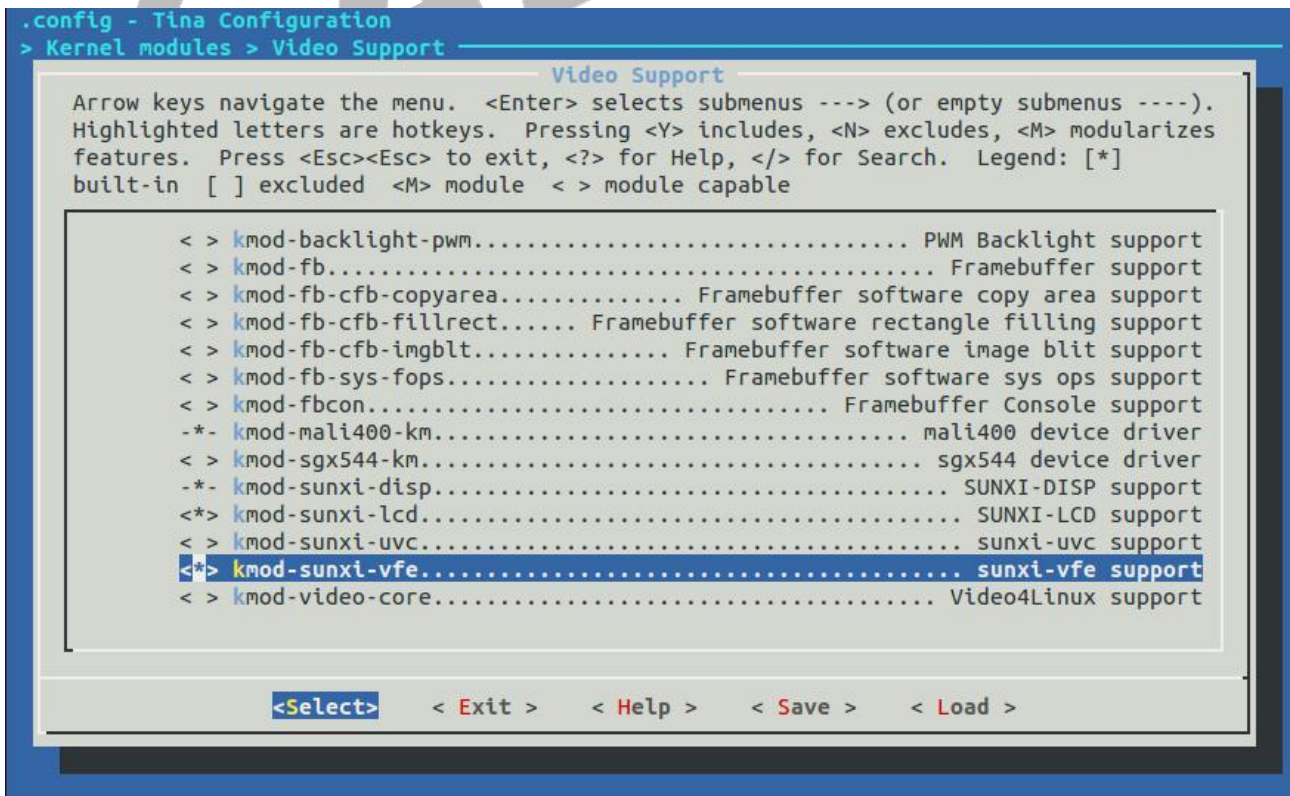 .config - Tina Configuration
> Kernel modules > Video Support
Video Support
Arrow keys navigate the menu.  <Enter> selects submenus ---> (or empty submenus ----).
Highlighted letters are hotkeys.  Pressing <Y> includes, <N> excludes, <M> modularizes
features.  Press <Esc><Esc> to exit, <?> for Help, </> for Search.  Legend: [*]
built-in  [ ] excluded  <M> module  < > module capable
< > kmod-backlight-pwm................................. PWM Backlight support
< > kmod-fb.............................................. Framebuffer support
< > kmod-fb-cfb-copyarea.............. Framebuffer software copy area support
< > kmod-fb-cfb-fillrect...... Framebuffer software rectangle filling support
< > kmod-fb-cfb-imgblt............... Framebuffer software image blit support
< > kmod-fb-sys-fops.................... Framebuffer software sys ops support
< > kmod-fbcon................................... Framebuffer Console support
-*- kmod-mali400-km.................................... mali400 device driver
< > kmod-sgx544-km...................................... sgx544 device driver
-*- kmod-sunxi-disp....................................... SUNXI-DISP support
<*> kmod-sunxi-lcd......................................... SUNXI-LCD support
< > kmod-sunxi-uvc......................................... sunxi-uvc support
<*> kmod-sunxi-vfe......................................... sunxi-vfe support
< > kmod-video-core...................................... Video4Linux support
<Select>    < Exit >    < Help >    < Save >    < Load >